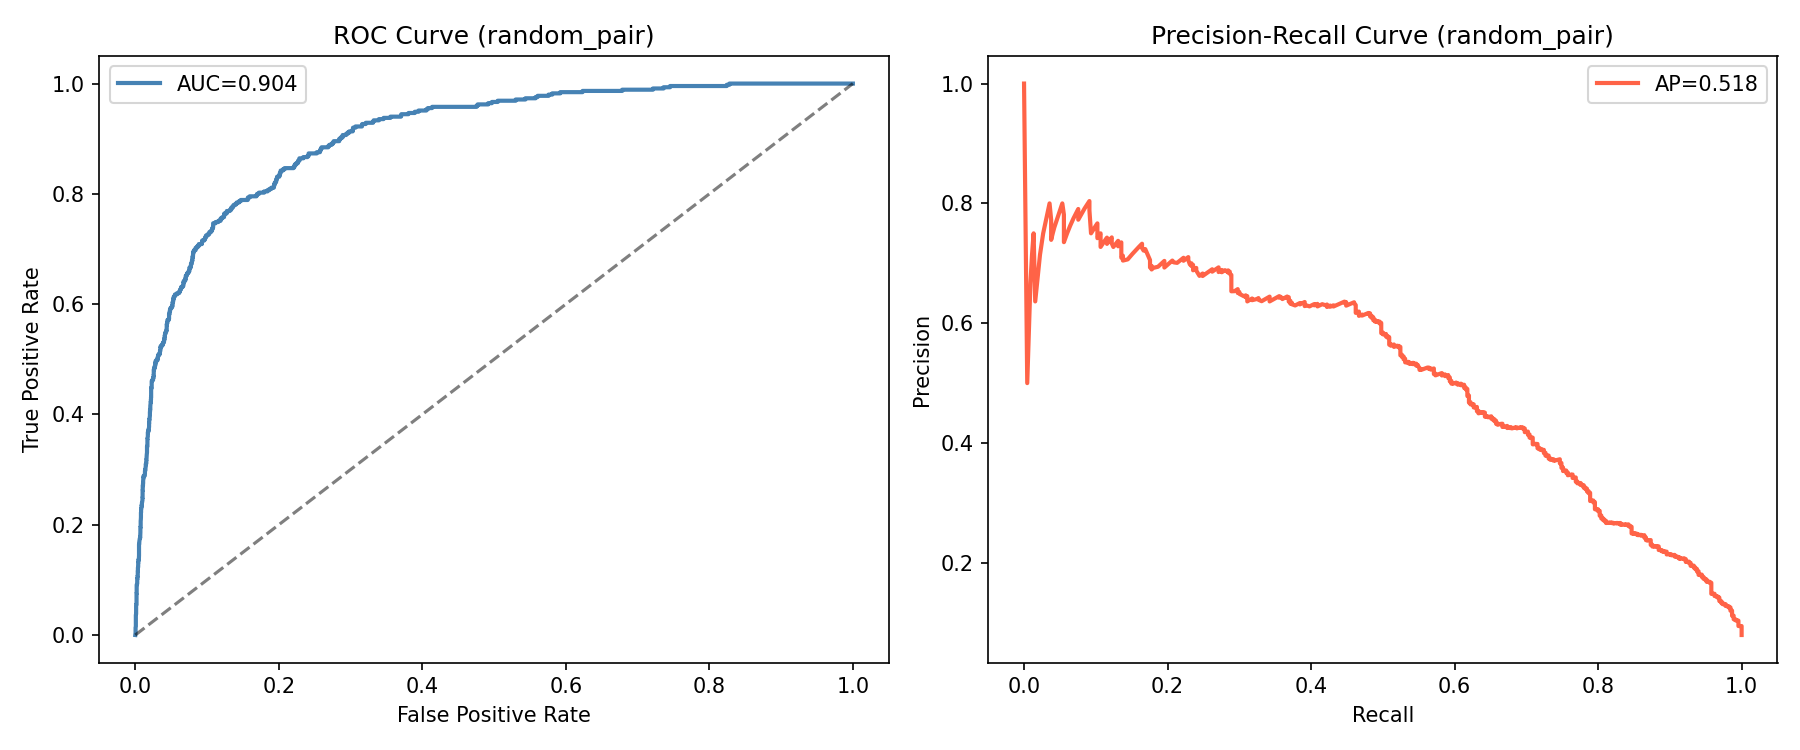 ROC Curve (random_pair)
AUC=0.904
1.0
0.8
0.6
0.4
0.2
0.0
True Positive Rate
0.0 0.2 0.4 0.6 0.8 1.0
False Positive Rate
Precision-Recall Curve (random_pair)
AP=0.518
1.0
0.8
0.6
0.4
0.2
Precision
0.0 0.2 0.4 0.6 0.8 1.0
Recall